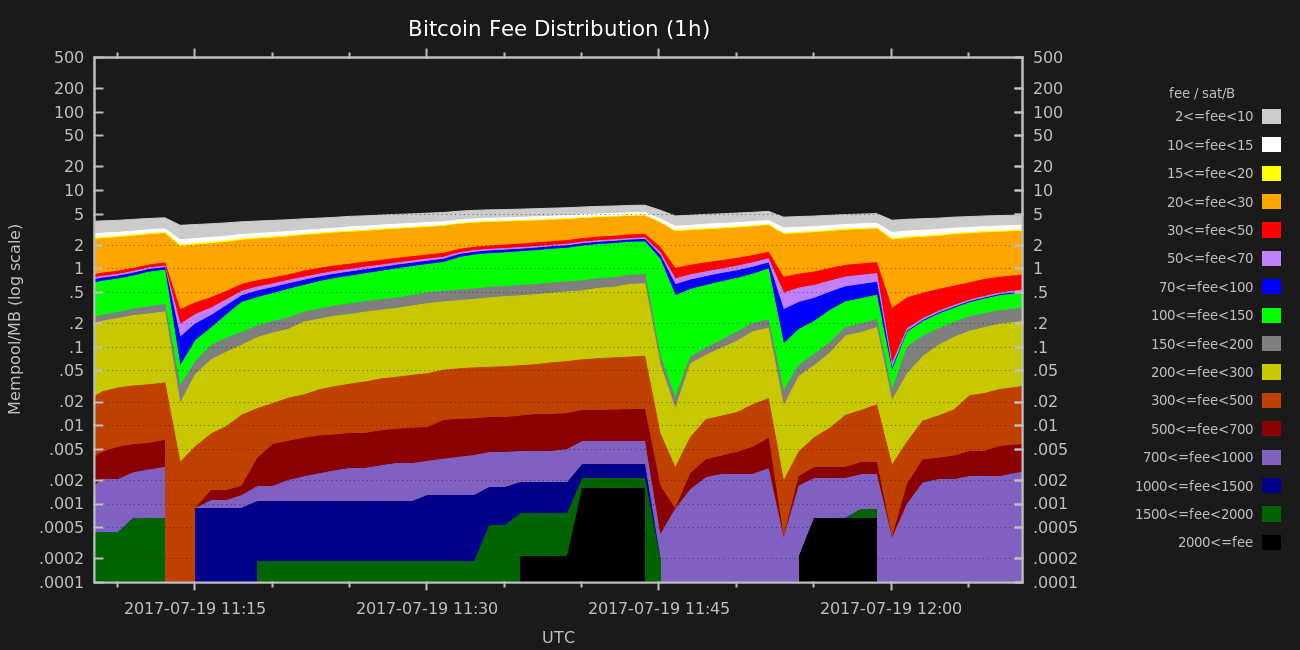 Bitcoin Fee Distribution (1h)
500 500
200 200
100 100
50 50
20 20
10 10
5 5
2 2
1 1
.5 .5
.2 .2
.1 .1
.05 .05
.02 .02
.01 .01
.005 .005
.002 .002
.001 .001
.0005 .0005
.0002 .0002
.0001 .0001
Mempool/MB (log scale)
2017-07-19 11:15 2017-07-19 11:30 2017-07-19 11:45 2017-07-19 12:00
UTC
fee / sat/B
2<=fee<10
10<=fee<15
15<=fee<20
20<=fee<30
30<=fee<50
50<=fee<70
70<=fee<100
100<=fee<150
150<=fee<200
200<=fee<300
300<=fee<500
500<=fee<700
700<=fee<1000
1000<=fee<1500
1500<=fee<2000
2000<=fee